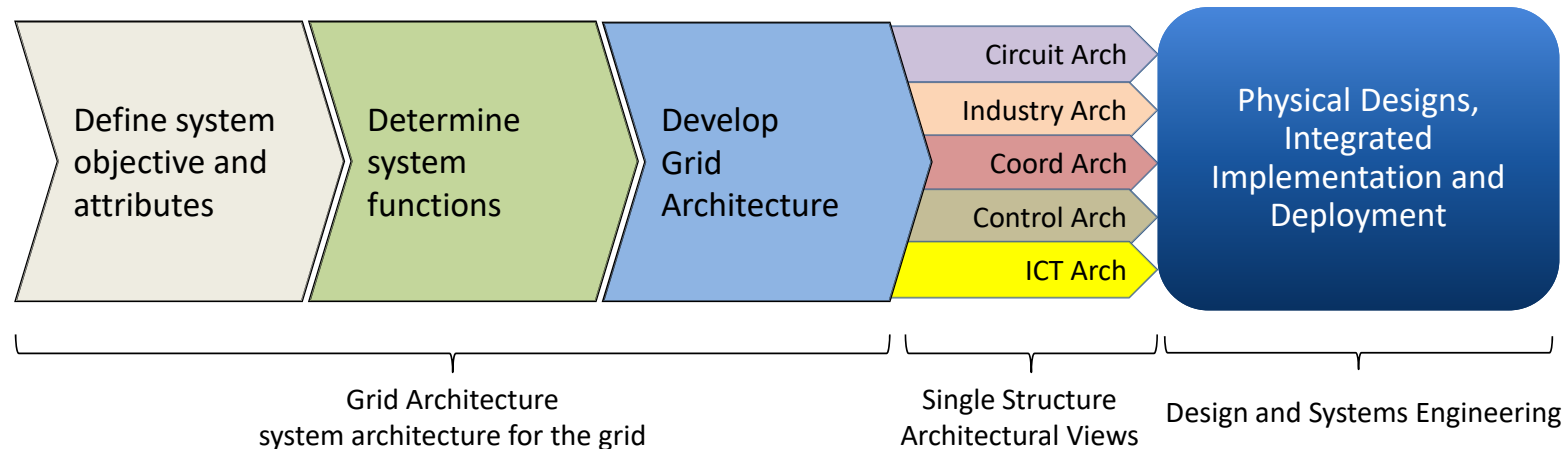 Define system
objective and
attributes
Determine
system
functions
Develop
Grid
Architecture
Circuit Arch
Industry Arch
Coord Arch
Control Arch
ICT Arch
Physical Designs,
Integrated
Implementation and
Deployment
Grid Architecture
system architecture for the grid
Single Structure
Architectural Views
Design and Systems Engineering